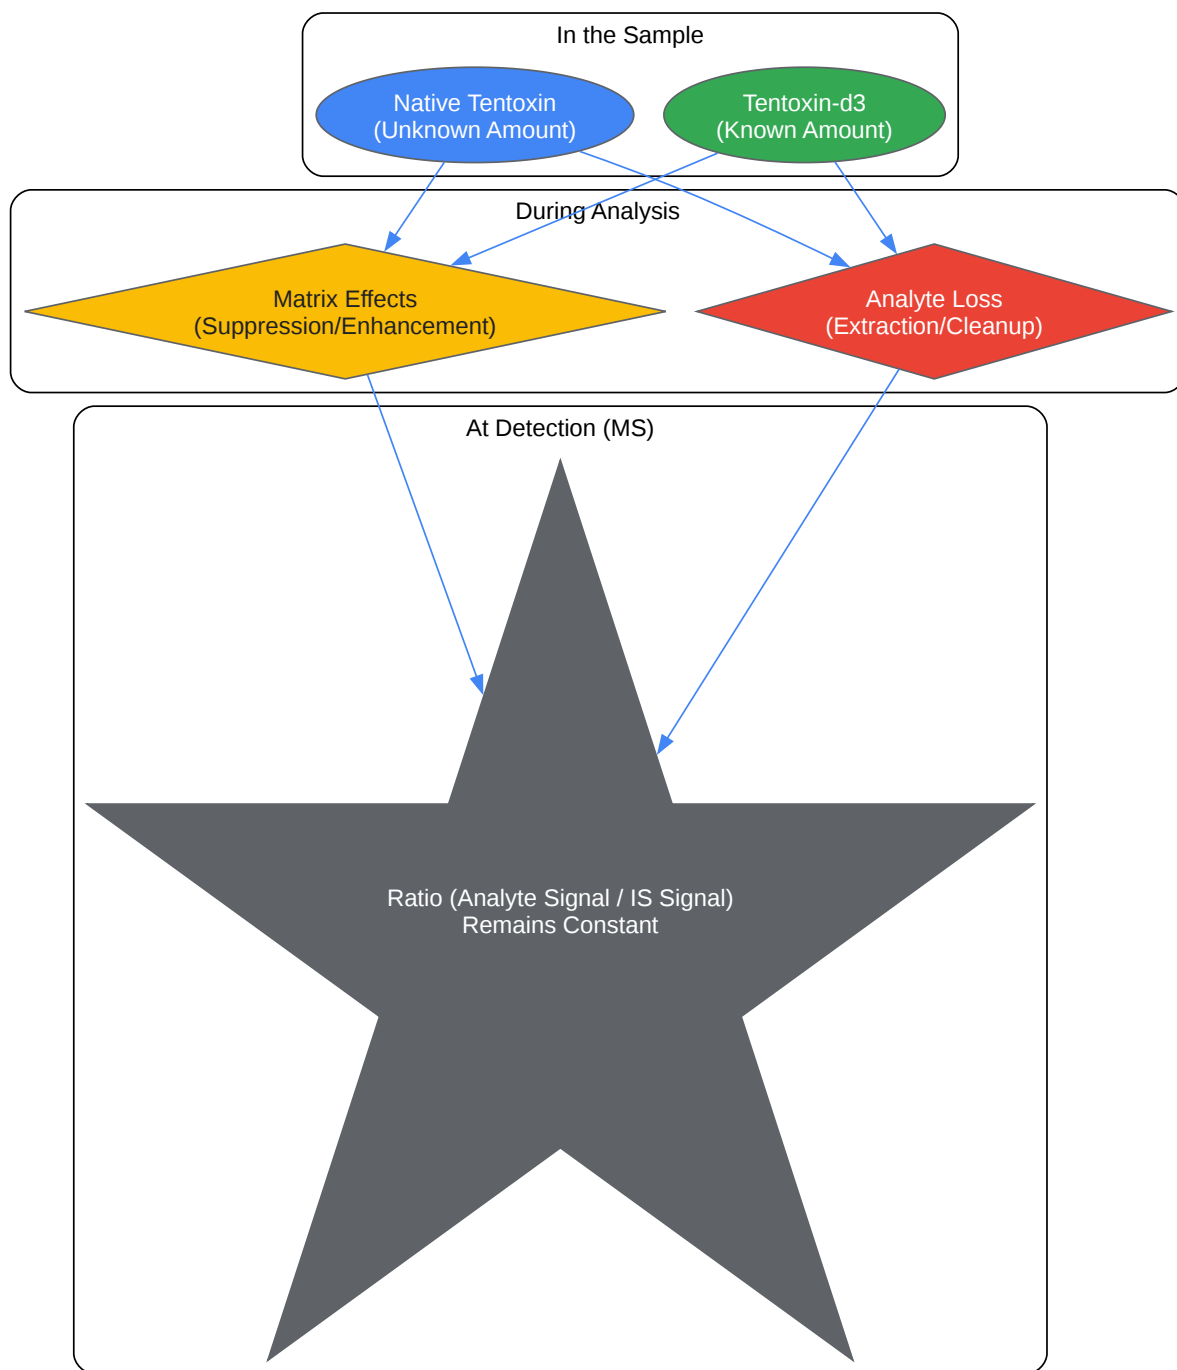 In the Sample
Native Tentoxin
(Unknown Amount)
Tentoxin-d3
(Known Amount)
During Analysis
Matrix Effects
(Suppression/Enhancement)
Analyte Loss
(Extraction/Cleanup)
At Detection (MS)
Ratio (Analyte Signal / IS Signal)
Remains Constant